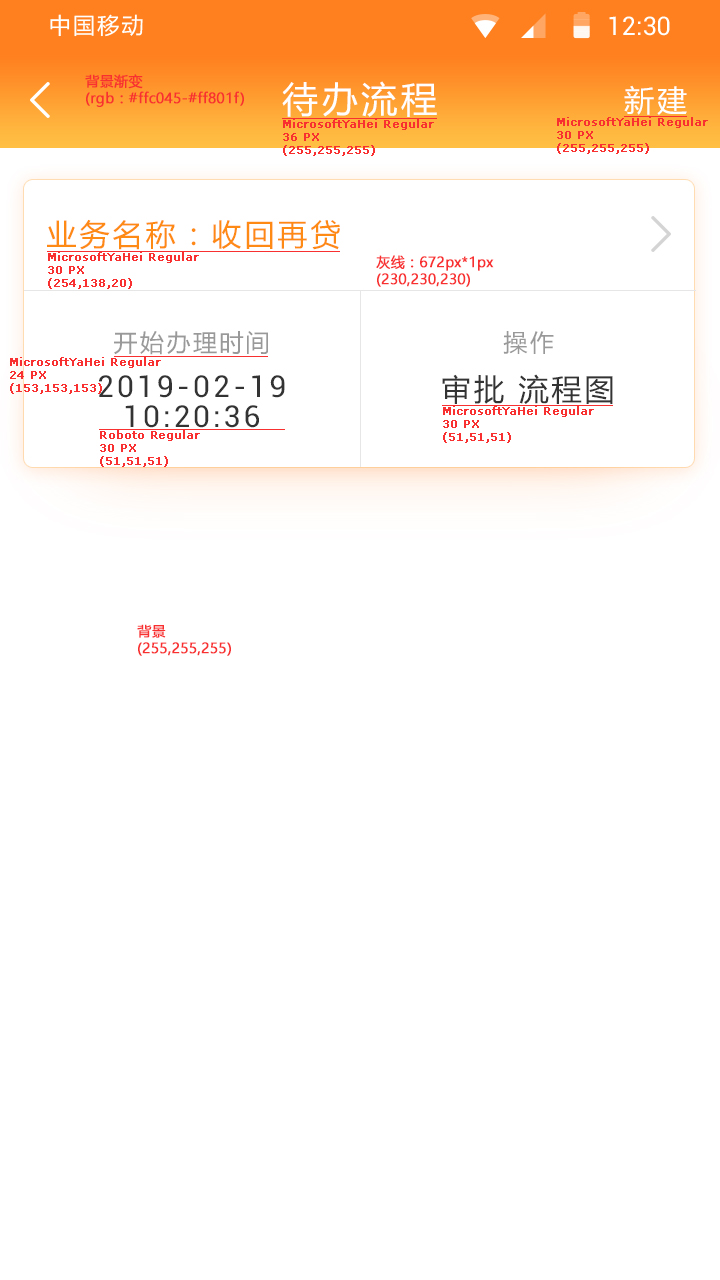 中国移动
12:30
背景渐变
(rgb：#ffc045-#ff801f)
待办流程
新建
MicrosoftYaHei Regular
36 PX
(255,255,255)
MicrosoftYaHei Regular
30 PX
(255,255,255)
业务名称：收回再贷
MicrosoftYaHei Regular
30 PX
(254,138,20)
灰线：672px*1px
(230,230,230)
开始办理时间
MicrosoftYaHei Regular
24 PX
(153,153,153)
2019-02-19
10:20:36
Roboto Regular
30 PX
(51,51,51)
操作
审批 流程图
MicrosoftYaHei Regular
30 PX
(51,51,51)
背景
(255,255,255)